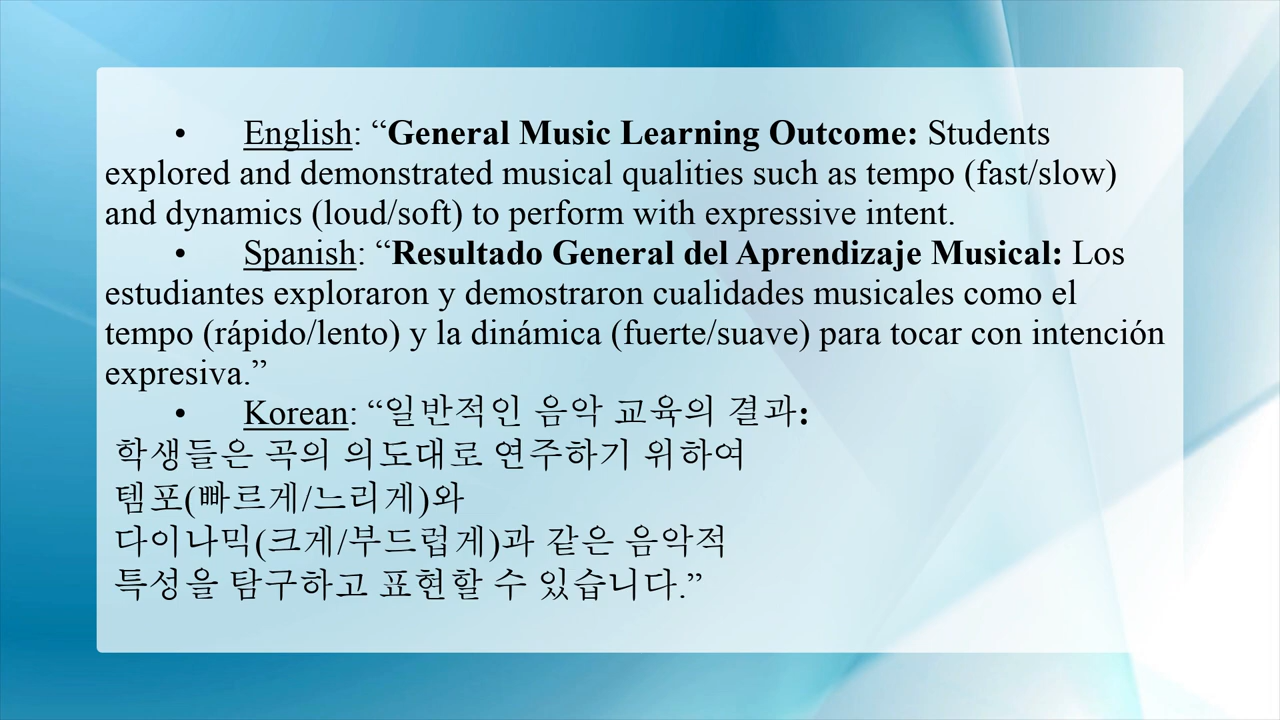 • English: “General Music Learning Outcome: Students
explored and demonstrated musical qualities such as tempo (fast/slow)
and dynamics (loud/soft) to perform with expressive intent.
• Spanish: “Resultado General del Aprendizaje Musical: Los
estudiantes exploraron y demostraron cualidades musicales como el
tempo (rápido/lento) y la dinámica (fuerte/suave) para tocar con intención
expresiva.”
• Korean: “일반적인 음악 교육의 결과:
학생들은 곡의 의도대로 연주하기 위하여
템포(빠르게/느리게)와
다이나믹(크게/부드럽게)과 같은 음악적
특성을 탐구하고 표현할 수 있습니다.”